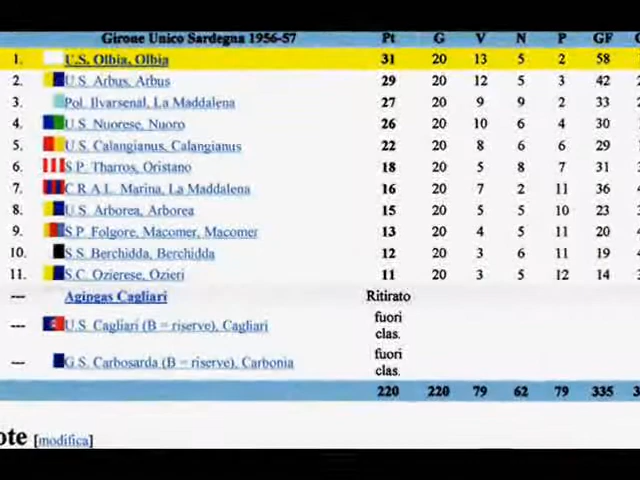 Girone Unico Sardegna 1956-57 Pt G V N P GF
1. U.S. Olbia, Olbia 31 20 13 5 2 58
2. U.S. Arbus, Arbus 29 20 12 5 3 42
3. Pol. Ilvarsenal, La Maddalena 27 20 9 9 2 33
4. U.S. Nuorese, Nuoro 26 20 10 6 4 30
5. U.S. Calangianus, Calangianus 22 20 8 6 6 29
6. S.P. Tharros, Oristano 18 20 5 8 7 31
7. C.R.A.L. Marina, La Maddalena 16 20 7 2 11 36
8. U.S. Arborea, Arborea 15 20 5 5 10 23
9. S.P. Folgore, Macomer, Macomer 13 20 4 5 11 20
10. S.S. Berchidda, Berchidda 12 20 3 6 11 19
11. S.C. Ozierese, Ozieri 11 20 3 5 12 14
--- Agipgas Cagliari Ritirato
--- U.S. Cagliari (B = riserve), Cagliari fuori clas.
--- G.S. Carbosarda (B = riserve), Carbonia fuori clas.
220 220 79 62 79 335
ote [modifica]